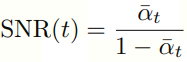 SNR(t) = ᾱ_t / (1 − ᾱ_t)